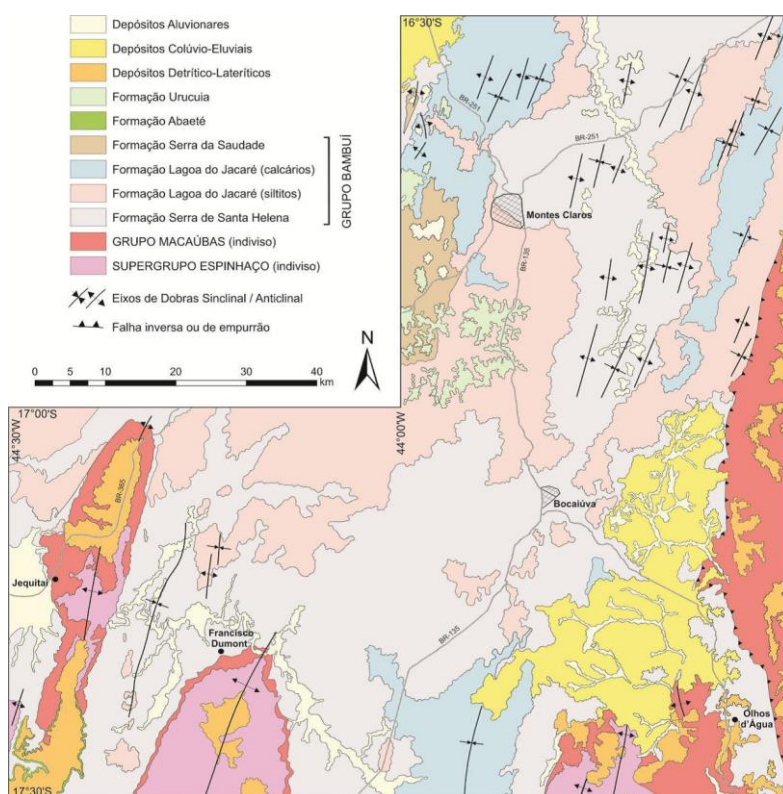 Depósitos Aluvionares
Depósitos Colúvio-Eluviais
Depósitos Detrítico-Lateríticos
Formação Urucuia
Formação Abaeté
Formação Serra da Saudade
Formação Lagoa do Jacaré (calcários)
Formação Lagoa do Jacaré (siltitos)
Formação Serra de Santa Helena
GRUPO BAMBUÍ
GRUPO MACAÚBAS (indiviso)
SUPERGRUPO ESPINHAÇO (indiviso)
Eixos de Dobras Sinclinal / Anticlinal
Falha inversa ou de empurrão
N
0 5 10 20 30 40
km
16°30'S
BR-251
BR-251
Montes Claros
BR-135
17°00'S
44°30'W
44°00'W
BR-365
Bocaiúva
Jequitaí
Francisco
Dumont
BR-135
Olhos
d'Água
17°30'S